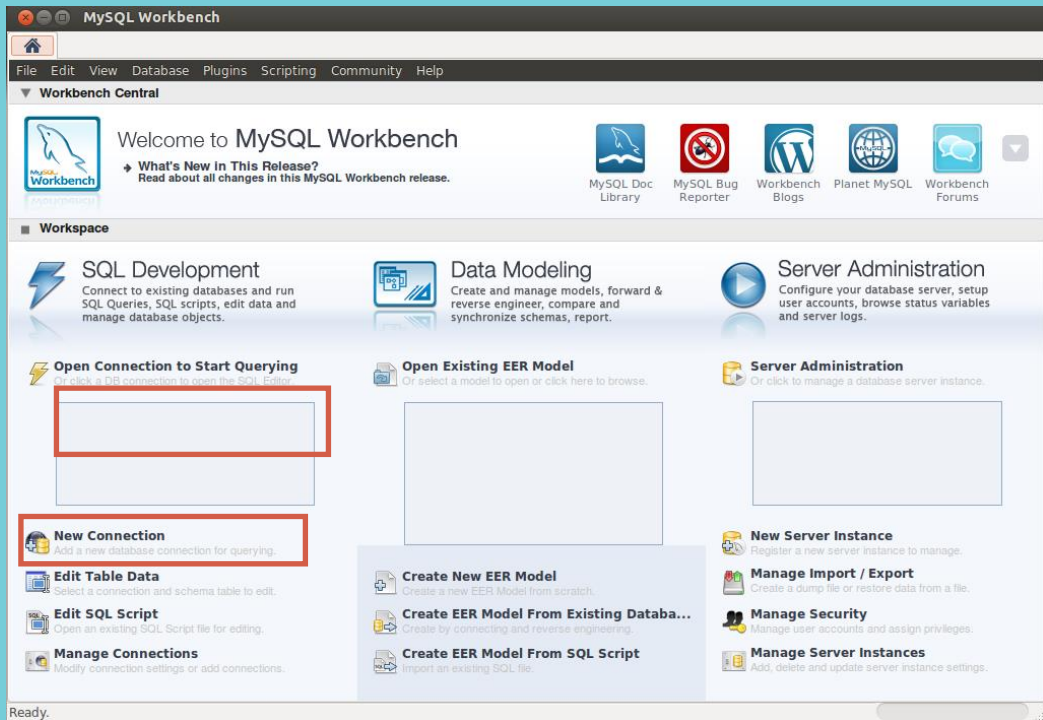 MySQL Workbench
File Edit View Database Plugins Scripting Community Help
Workbench Central
MySQL
Workbench
Welcome to MySQL Workbench
What's New in This Release?
Read about all changes in this MySQL Workbench release.
MySQL Doc
Library
MySQL Bug
Reporter
Workbench
Blogs
Planet MySQL
Workbench
Forums
Workspace
SQL Development
Connect to existing databases and run
SQL Queries, SQL scripts, edit data and
manage database objects.
Data Modeling
Create and manage models, forward &
reverse engineer, compare and
synchronize schemas, report.
Server Administration
Configure your database server, setup
user accounts, browse status variables
and server logs.
Open Connection to Start Querying
Or click a DB connection to open the SQL Editor.
Open Existing EER Model
Or select a model to open or click here to browse.
Server Administration
Or click to manage a database server instance.
New Connection
Add a new database connection for querying.
Edit Table Data
Select a connection and schema table to edit.
Edit SQL Script
Open an existing SQL Script file for editing.
Manage Connections
Modify connection settings or add connections.
Create New EER Model
Create a new EER Model from scratch.
Create EER Model From Existing Databa...
Create by connecting and reverse engineering.
Create EER Model From SQL Script
Import an existing SQL file.
New Server Instance
Register a new server instance to manage.
Manage Import / Export
Create a dump file or restore data from a file.
Manage Security
Manage user accounts and assign privileges.
Manage Server Instances
Add, delete and update server instance settings.
Ready.